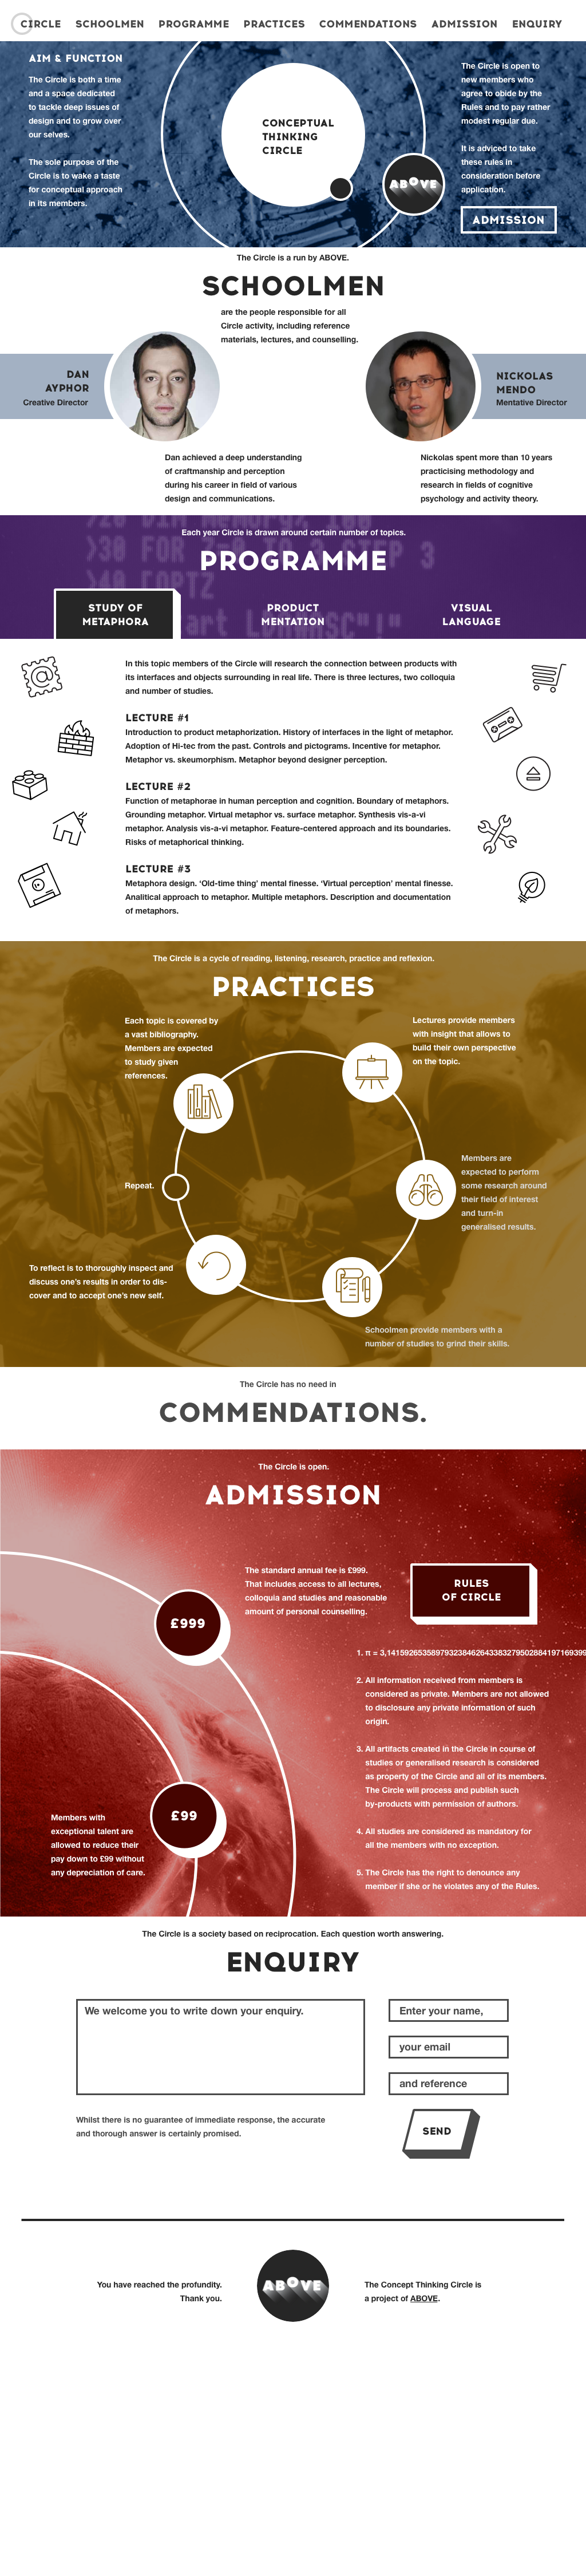 CIRCLE SCHOOLMEN PROGRAMME PRACTICES COMMENDATIONS ADMISSION ENQUIRY
AIM & FUNCTION
The Circle is both a time
and a space dedicated
to tackle deep issues of
design and to grow over
our selves.
The sole purpose of the
Circle is to wake a taste
for conceptual approach
in its members.
CONCEPTUAL
THINKING
CIRCLE
ABOVE
The Circle is open to
new members who
agree to obide by the
Rules and to pay rather
modest regular due.
It is adviced to take
these rules in
consideration before
application.
ADMISSION
The Circle is a run by ABOVE.
SCHOOLMEN
are the people responsible for all
Circle activity, including reference
materials, lectures, and counselling.
DAN
AYPHOR
Creative Director
NICKOLAS
MENDO
Mentative Director
Dan achieved a deep understanding
of craftmanship and perception
during his career in field of various
design and communications.
Nickolas spent more than 10 years
practicising methodology and
research in fields of cognitive
psychology and activity theory.
Each year Circle is drawn around certain number of topics.
PROGRAMME
STUDY OF
METAPHORA
PRODUCT
MENTATION
VISUAL
LANGUAGE
In this topic members of the Circle will research the connection between products with
its interfaces and objects surrounding in real life. There is three lectures, two colloquia
and number of studies.
LECTURE #1
Introduction to product metaphorization. History of interfaces in the light of metaphor.
Adoption of Hi-tec from the past. Controls and pictograms. Incentive for metaphor.
Metaphor vs. skeumorphism. Metaphor beyond designer perception.
LECTURE #2
Function of metaphorae in human perception and cognition. Boundary of metaphors.
Grounding metaphor. Virtual metaphor vs. surface metaphor. Synthesis vis-a-vi
metaphor. Analysis vis-a-vi metaphor. Feature-centered approach and its boundaries.
Risks of metaphorical thinking.
LECTURE #3
Metaphora design. ‘Old-time thing’ mental finesse. ‘Virtual perception’ mental finesse.
Analitical approach to metaphor. Multiple metaphors. Description and documentation
of metaphors.
The Circle is a cycle of reading, listening, research, practice and reflexion.
PRACTICES
Each topic is covered by
a vast bibliography.
Members are expected
to study given
references.
Lectures provide members
with insight that allows to
build their own perspective
on the topic.
Members are
expected to perform
some research around
their field of interest
and turn-in
generalised results.
Repeat.
To reflect is to thoroughly inspect and
discuss one’s results in order to dis-
cover and to accept one’s new self.
Schoolmen provide members with a
number of studies to grind their skills.
The Circle has no need in
COMMENDATIONS.
The Circle is open.
ADMISSION
The standard annual fee is £999.
That includes access to all lectures,
colloquia and studies and reasonable
amount of personal counselling.
RULES
OF CIRCLE
£999
1. π = 3,141592653589793238462643383279502884197169399
2. All information received from members is
considered as private. Members are not allowed
to disclosure any private information of such
origin.
3. All artifacts created in the Circle in course of
studies or generalised research is considered
as property of the Circle and all of its members.
The Circle will process and publish such
by-products with permission of authors.
4. All studies are considered as mandatory for
all the members with no exception.
5. The Circle has the right to denounce any
member if she or he violates any of the Rules.
£99
Members with
exceptional talent are
allowed to reduce their
pay down to £99 without
any depreciation of care.
The Circle is a society based on reciprocation. Each question worth answering.
ENQUIRY
We welcome you to write down your enquiry.
Enter your name,
your email
and reference
Whilst there is no guarantee of immediate response, the accurate
and thorough answer is certainly promised.
SEND
You have reached the profundity.
Thank you.
ABOVE
The Concept Thinking Circle is
a project of ABOVE.